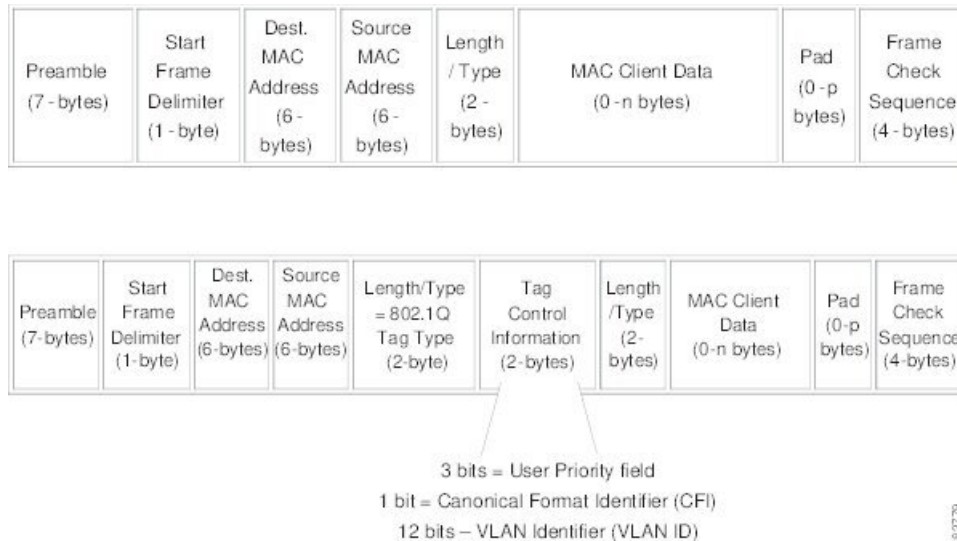 Preamble
(7 - bytes)
Start
Frame
Delimiter
(1 - byte)
Dest.
MAC
Address
(6 -
bytes)
Source
MAC
Address
(6 -
bytes)
Length
/ Type
(2 -
bytes)
MAC Client Data
(0 -n bytes)
Pad
(0 -p
bytes)
Frame
Check
Sequence
(4 - bytes)
Preamble
(7-bytes)
Start
Frame
Delimiter
(1-byte)
Dest.
MAC
Address
(6-bytes)
Source
MAC
Address
(6-bytes)
Length/Type
= 802.1Q
Tag Type
(2-byte)
Tag
Control
Information
(2-bytes)
Length
/Type
(2-
bytes)
MAC Client
Data
(0-n bytes)
Pad
(0-p
bytes)
Frame
Check
Sequence
(4-bytes)
3 bits = User Priority field
1 bit = Canonical Format Identifier (CFI)
12 bits – VLAN Identifier (VLAN ID)